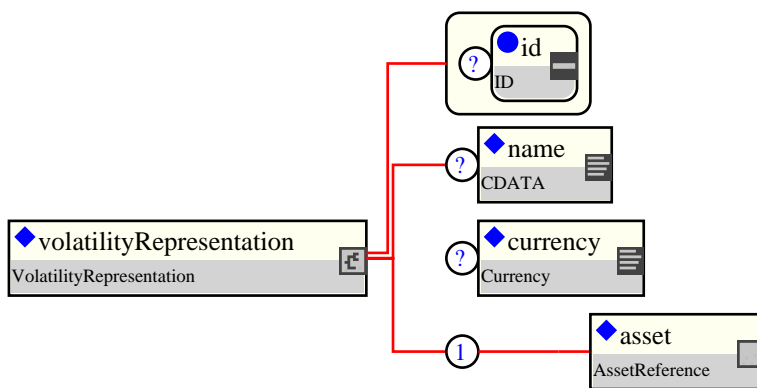 id
?
ID
name
?
CDATA
volatilityRepresentation
VolatilityRepresentation
currency
?
Currency
asset
1
AssetReference